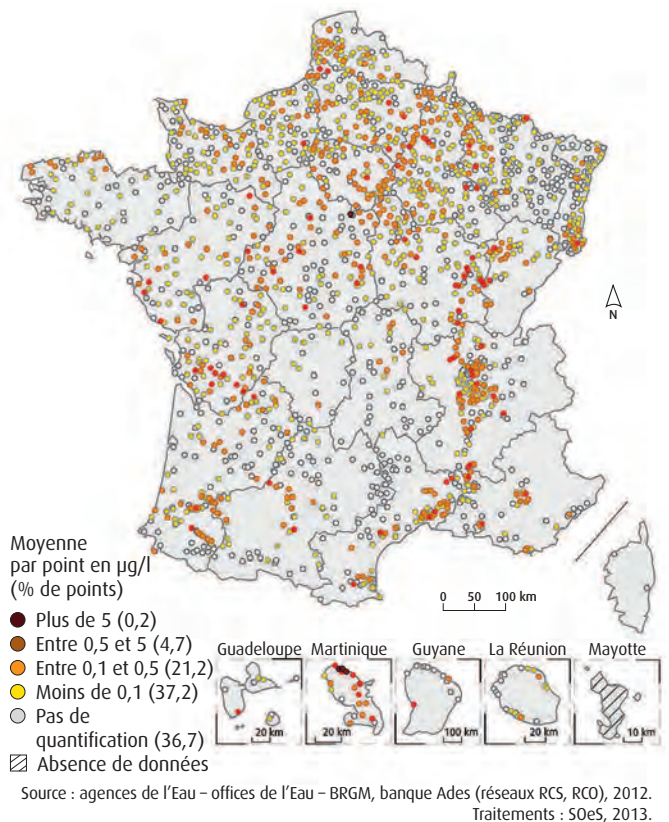 N
0 50 100 km
Moyenne
par point en µg/l
(% de points)
Plus de 5 (0,2)
Entre 0,5 et 5 (4,7)
Entre 0,1 et 0,5 (21,2)
Moins de 0,1 (37,2)
Pas de
quantification (36,7)
Absence de données
Guadeloupe Martinique Guyane La Réunion Mayotte
20 km 20 km 100 km 20 km 10 km
Source : agences de l'Eau – offices de l'Eau – BRGM, banque Ades (réseaux RCS, RCO), 2012.
Traitements : SOeS, 2013.